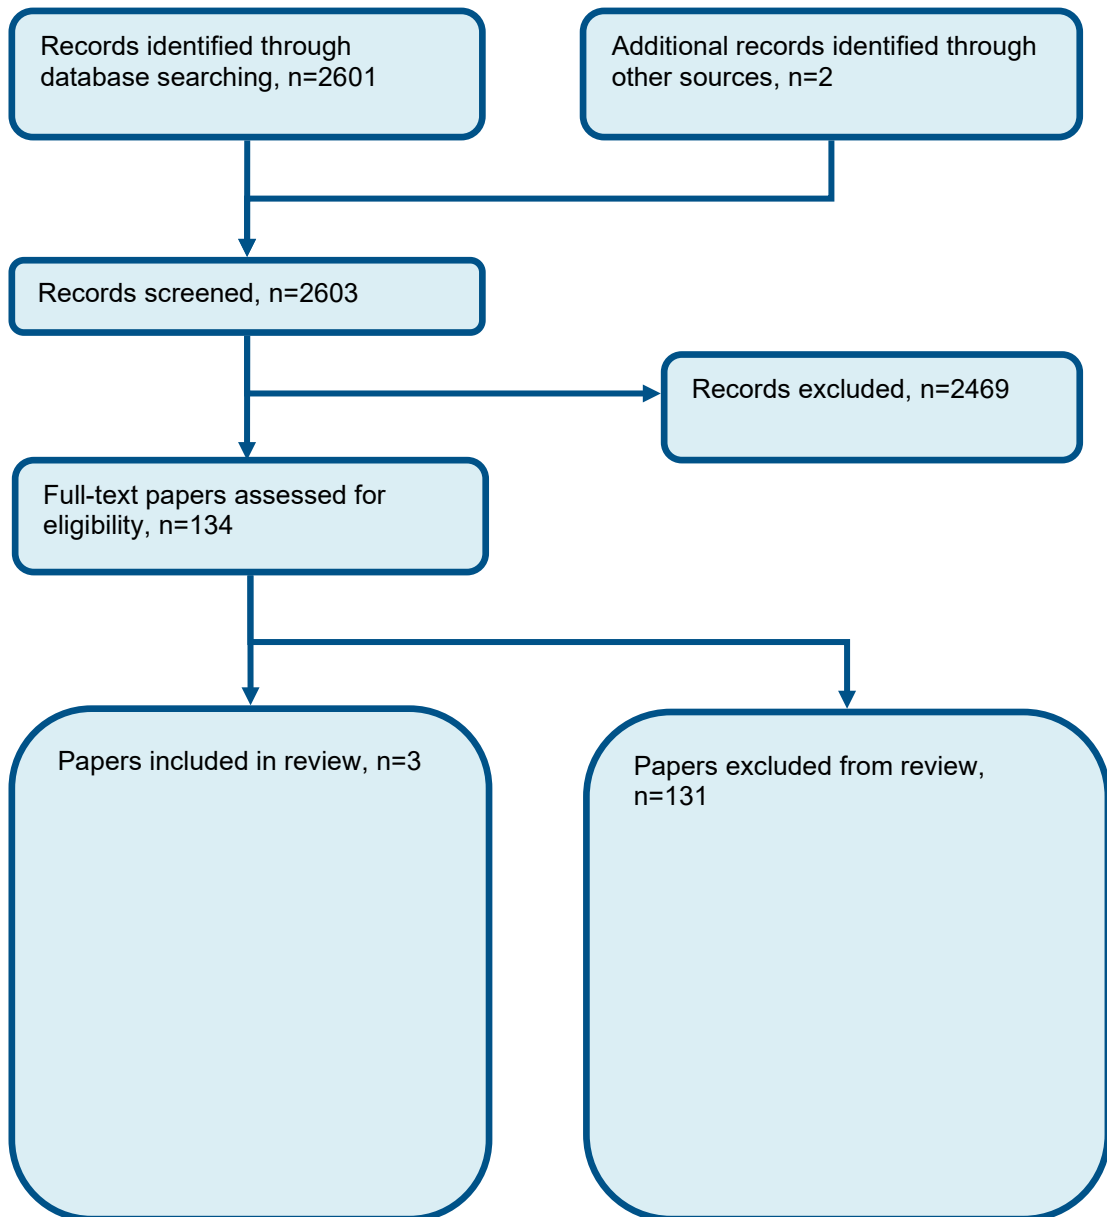 Records identified through
database searching, n=2601
Additional records identified through
other sources, n=2
Records screened, n=2603
Records excluded, n=2469
Full-text papers assessed for
eligibility, n=134
Papers included in review, n=3
Papers excluded from review,
n=131